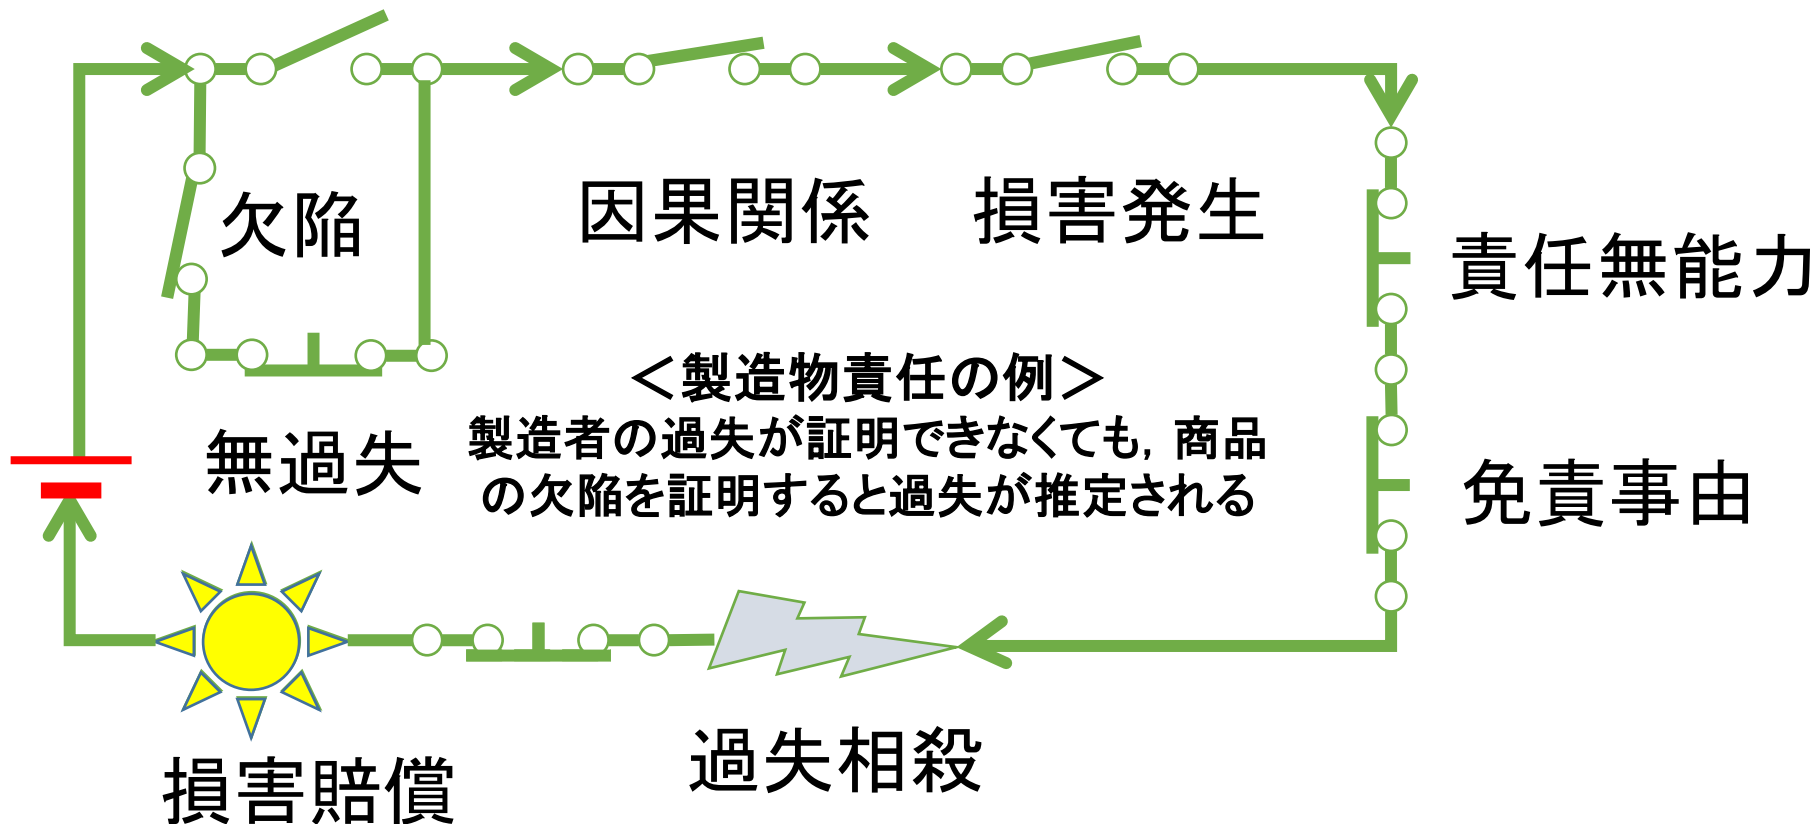 欠陥
因果関係
損害発生
責任無能力
＜製造物責任の例＞
製造者の過失が証明できなくても，商品
の欠陥を証明すると過失が推定される
無過失
免責事由
過失相殺
損害賠償